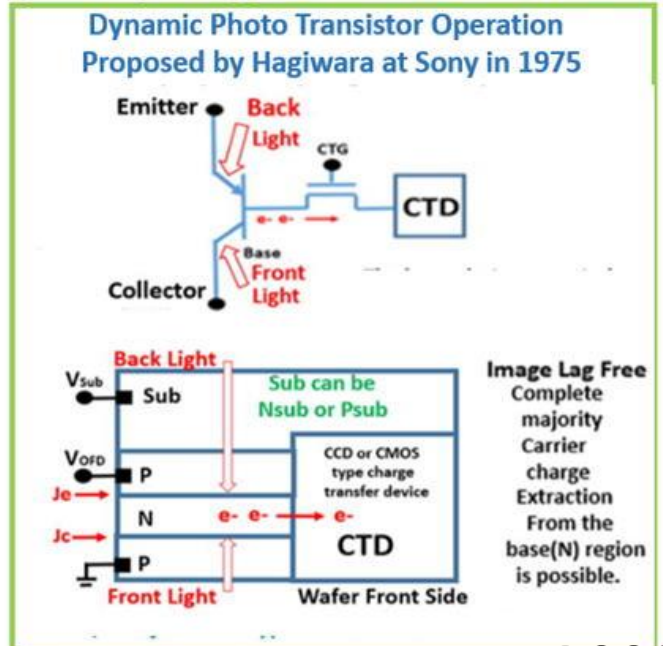 Dynamic Photo Transistor Operation
Proposed by Hagiwara at Sony in 1975
Emitter
Back
Light
CTG
CTD
e- e-
Base
Front
Light
Collector
Back Light
VSub
Sub
Sub can be
Nsub or Psub
VOFD
P
Je
N
e- e- e-
Jc
P
CCD or CMOS
type charge
transfer device
CTD
Front Light
Wafer Front Side
Image Lag Free
Complete
majority
Carrier
charge
Extraction
From the
base(N) region
is possible.